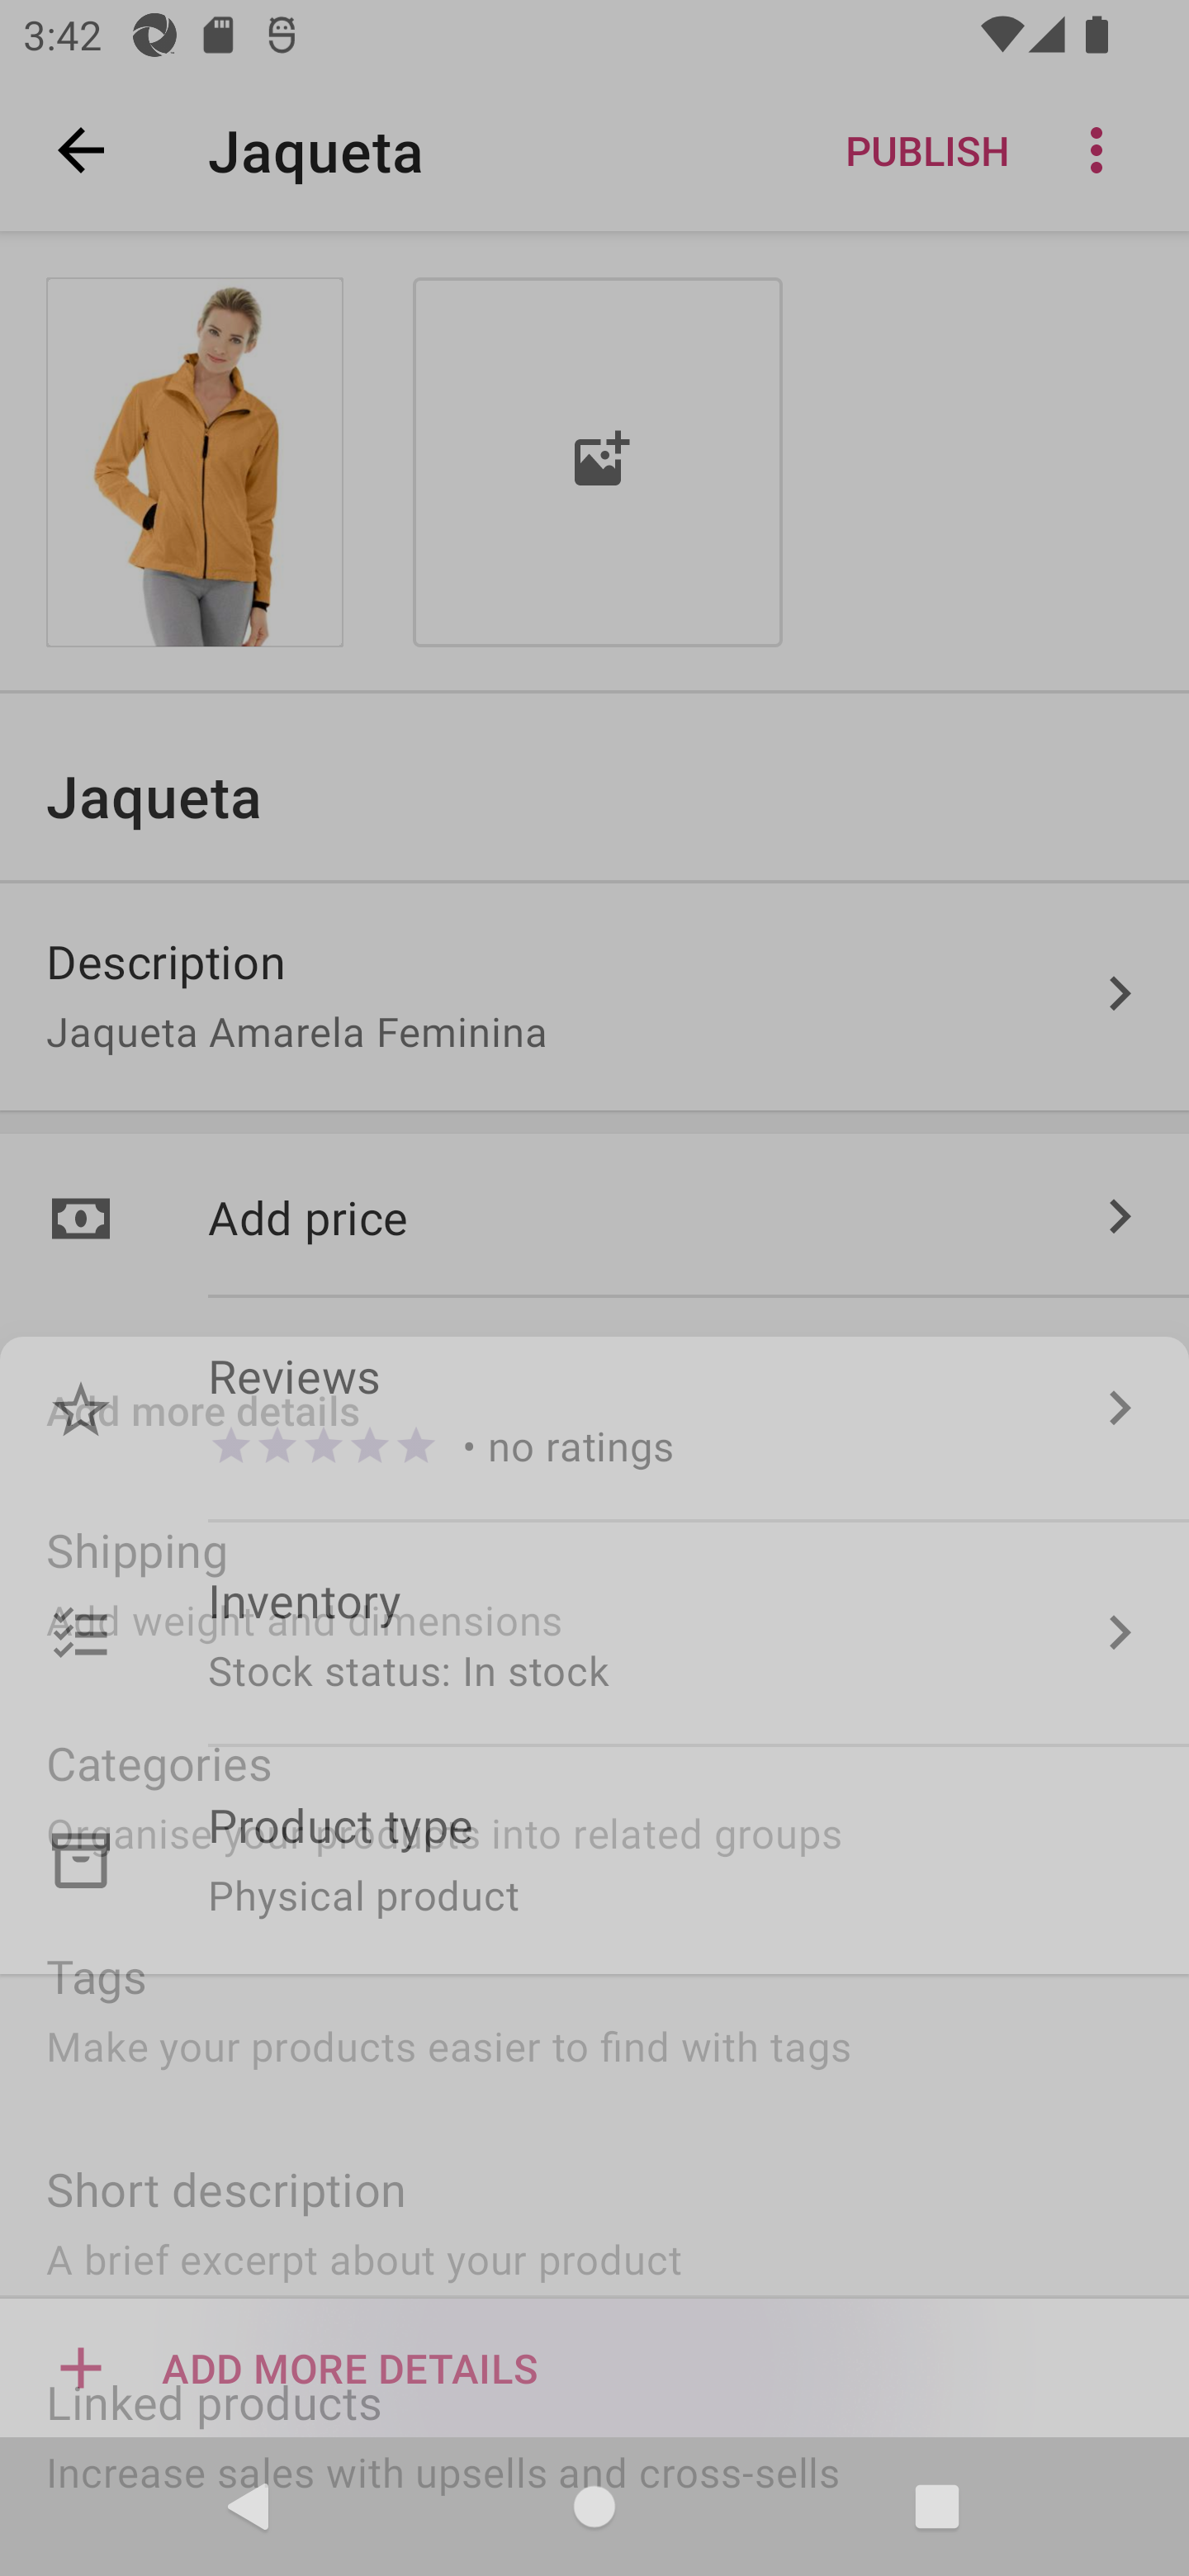 3:42
Jaqueta
PUBLISH
Jaqueta
Description
Jaqueta Amarela Feminina
Add price
Reviews
Add more details
• no ratings
Shipping
Inventory
Add weight and dimensions
Stock status: In stock
Categories
Product type
Organise your products into related groups
Physical product
Tags
Make your products easier to find with tags
Short description
A brief excerpt about your product
ADD MORE DETAILS
Linked products
Increase sales with upsells and cross-sells